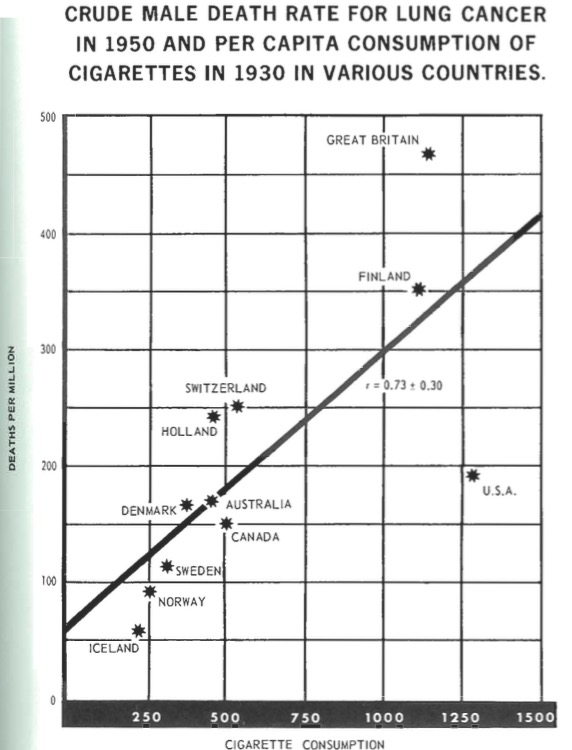 CRUDE MALE DEATH RATE FOR LUNG CANCER
IN 1950 AND PER CAPITA CONSUMPTION OF
CIGARETTES IN 1930 IN VARIOUS COUNTRIES.
500
GREAT BRITAIN
400
FINLAND
300
r = 0.73 ± 0.30
SWITZERLAND
HOLLAND
DEATHS PER MILLION
200
U.S.A.
DENMARK
AUSTRALIA
CANADA
100
SWEDEN
NORWAY
ICELAND
0
250 500 750 1000 1250 1500
CIGARETTE CONSUMPTION